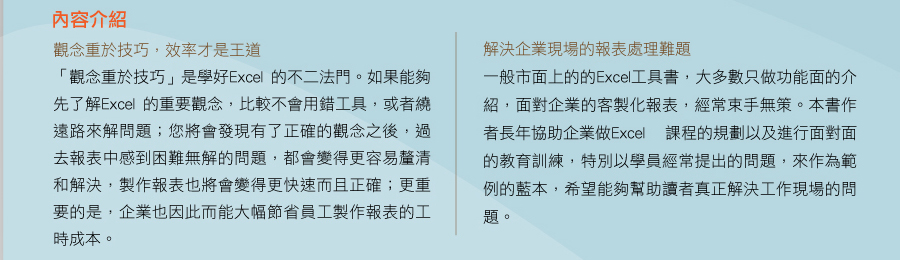 內容介紹
觀念重於技巧，效率才是王道
「觀念重於技巧」是學好Excel 的不二法門。如果能夠
先了解Excel 的重要觀念，比較不會用錯工具，或者繞
遠路來解問題；您將會發現有了正確的觀念之後，過
去報表中感到困難無解的問題，都會變得更容易釐清
和解決，製作報表也將會變得更快速而且正確；更重
要的是，企業也因此而能大幅節省員工製作報表的工
時成本。
解決企業現場的報表處理難題
一般市面上的的Excel工具書，大多數只做功能面的介
紹，面對企業的客製化報表，經常束手無策。本書作
者長年協助企業做Excel 課程的規劃以及進行面對面
的教育訓練，特別以學員經常提出的問題，來作為範
例的藍本，希望能夠幫助讀者真正解決工作現場的問
題。